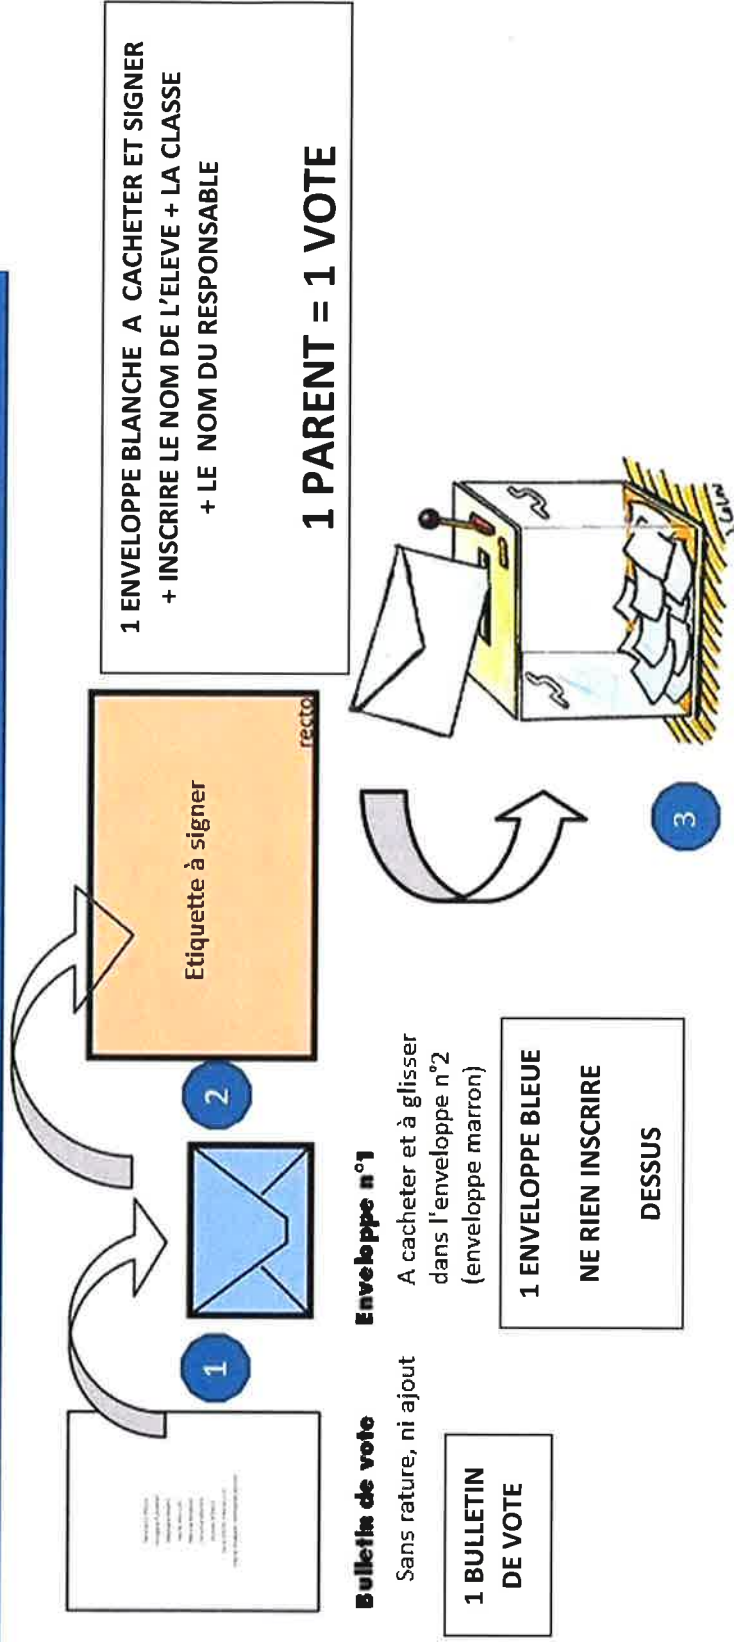 1
Bulletin de vote
Sans rature, ni ajout
1 BULLETIN
DE VOTE
2
Enveloppe n°1
A cacheter et à glisser
dans l'enveloppe n°2
(enveloppe marron)
1 ENVELOPPE BLEUE
NE RIEN INSCRIRE
DESSUS
Etiquette à signer
recto
1 ENVELOPPE BLANCHE A CACHETER ET SIGNER
+ INSCRIRE LE NOM DE L'ELEVE + LA CLASSE
+ LE NOM DU RESPONSABLE
1 PARENT = 1 VOTE
3